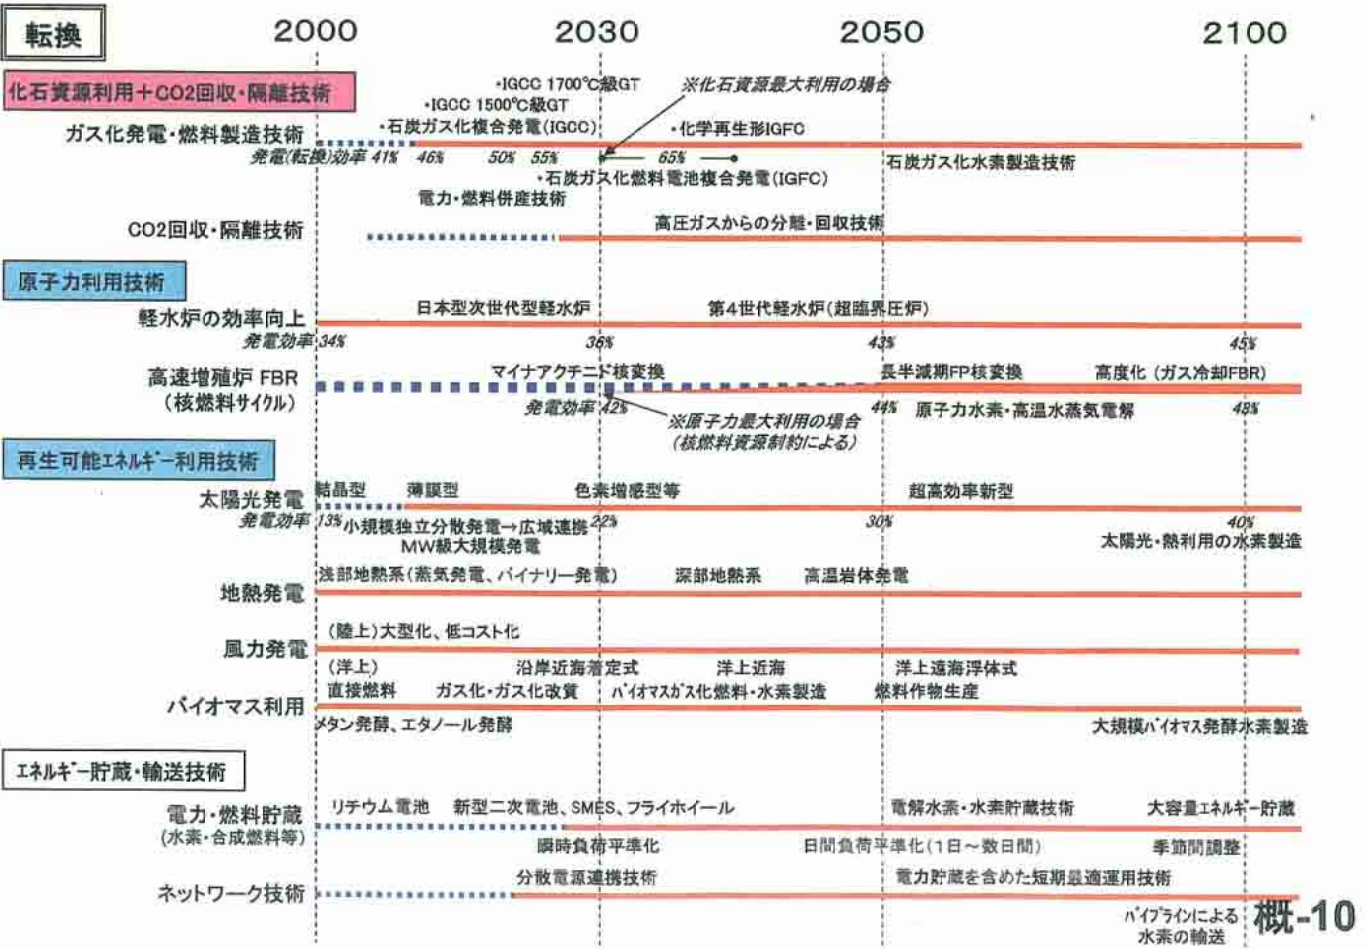 転換
2000 2030 2050 2100
化石資源利用＋CO2回収・隔離技術
・IGCC 1700℃級GT
※化石資源最大利用の場合
・IGCC 1500℃級GT
ガス化発電・燃料製造技術
・石炭ガス化複合発電(IGCC)
・化学再生形IGFC
発電(転換)効率 41% 46% 50% 55% 65%
石炭ガス化水素製造技術
・石炭ガス化燃料電池複合発電(IGFC)
電力・燃料併産技術
CO2回収・隔離技術
高圧ガスからの分離・回収技術
原子力利用技術
軽水炉の効率向上
日本型次世代型軽水炉
第4世代軽水炉(超臨界圧炉)
発電効率 34% 36% 43% 45%
高速増殖炉 FBR
(核燃料サイクル)
マイナアクチニド核変換
長半減期FP核変換
高度化 (ガス冷却FBR)
発電効率 42% 44% 48%
原子力水素・高温水蒸気電解
※原子力最大利用の場合
(核燃料資源制約による)
再生可能エネルギー利用技術
太陽光発電
結晶型 薄膜型 色素増感型等 超高効率新型
発電効率 13% 22% 30% 40%
小規模独立分散発電→広域連携
MW級大規模発電
太陽光・熱利用の水素製造
地熱発電
浅部地熱系(蒸気発電、バイナリー発電) 深部地熱系 高温岩体発電
風力発電
(陸上)大型化、低コスト化
(洋上) 沿岸近海着定式 洋上近海 洋上遠海浮体式
バイオマス利用
直接燃料 ガス化・ガス化改質 バイオマスガス化燃料・水素製造 燃料作物生産
メタン発酵、エタノール発酵
大規模バイオマス発酵水素製造
エネルギー貯蔵・輸送技術
電力・燃料貯蔵
(水素・合成燃料等)
リチウム電池 新型二次電池、SMES、フライホイール 電解水素・水素貯蔵技術 大容量エネルギー貯蔵
瞬時負荷平準化 日間負荷平準化(1日～数日間) 季節間調整
ネットワーク技術
分散電源連携技術 電力貯蔵を含めた短期最適運用技術
パイプラインによる
水素の輸送
概-10